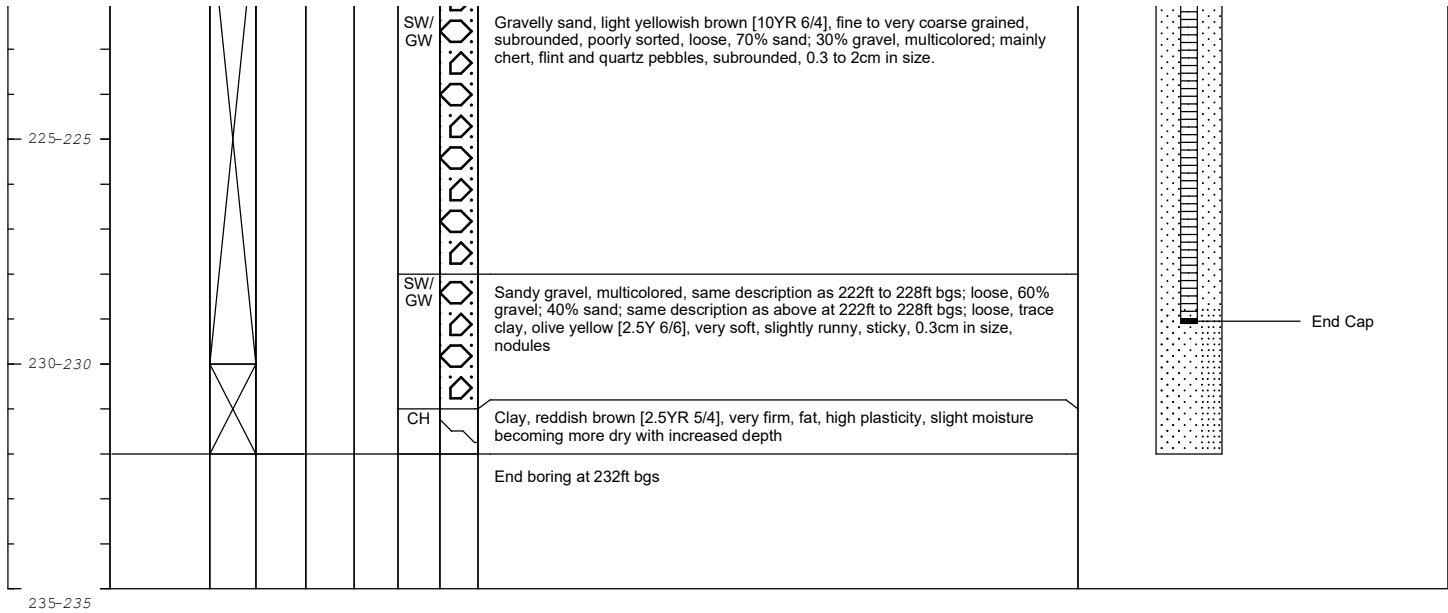 SW/
GW
Gravelly sand, light yellowish brown [10YR 6/4], fine to very coarse grained,
subrounded, poorly sorted, loose, 70% sand; 30% gravel, multicolored; mainly
chert, flint and quartz pebbles, subrounded, 0.3 to 2cm in size.
225-225
SW/
GW
Sandy gravel, multicolored, same description as 222ft to 228ft bgs; loose, 60%
gravel; 40% sand; same description as above at 222ft to 228ft bgs; loose, trace
clay, olive yellow [2.5Y 6/6], very soft, slightly runny, sticky, 0.3cm in size,
nodules
End Cap
230-230
CH
Clay, reddish brown [2.5YR 5/4], very firm, fat, high plasticity, slight moisture
becoming more dry with increased depth
End boring at 232ft bgs
235-235